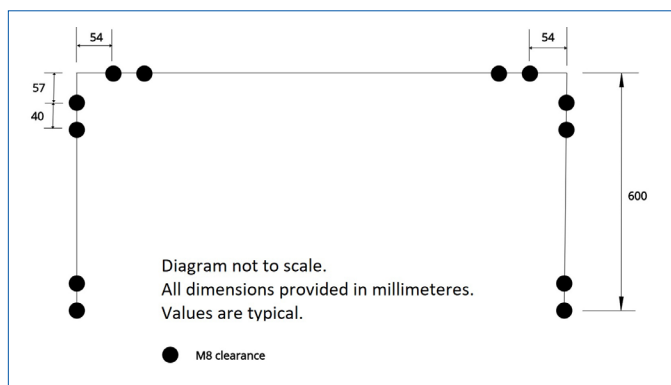 54
54
57
40
600
Diagram not to scale.
All dimensions provided in millimeteres.
Values are typical.
M8 clearance